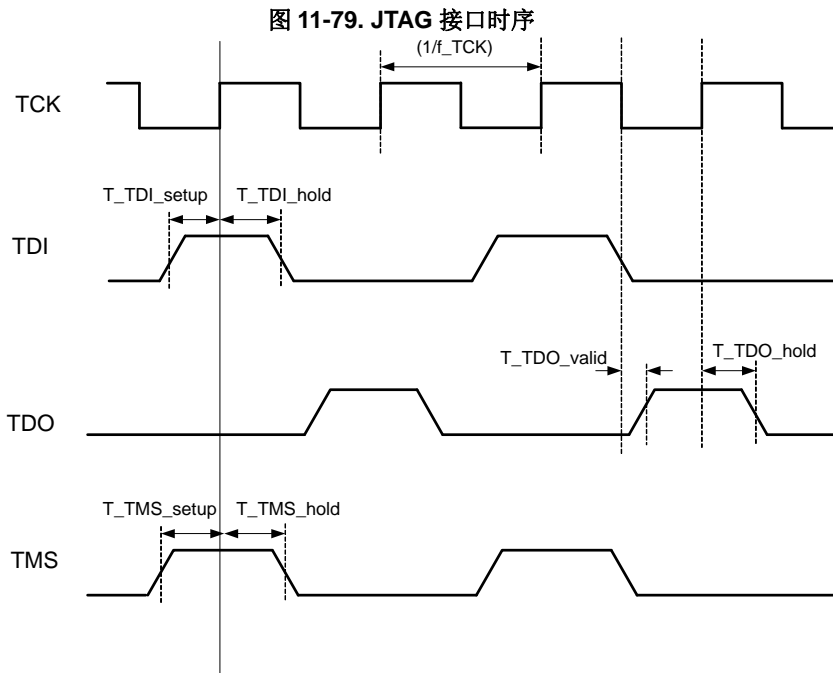 图 11-79. JTAG 接口时序
(1/f_TCK)
TCK
T_TDI_setup T_TDI_hold
TDI
T_TDO_valid T_TDO_hold
TDO
T_TMS_setup T_TMS_hold
TMS